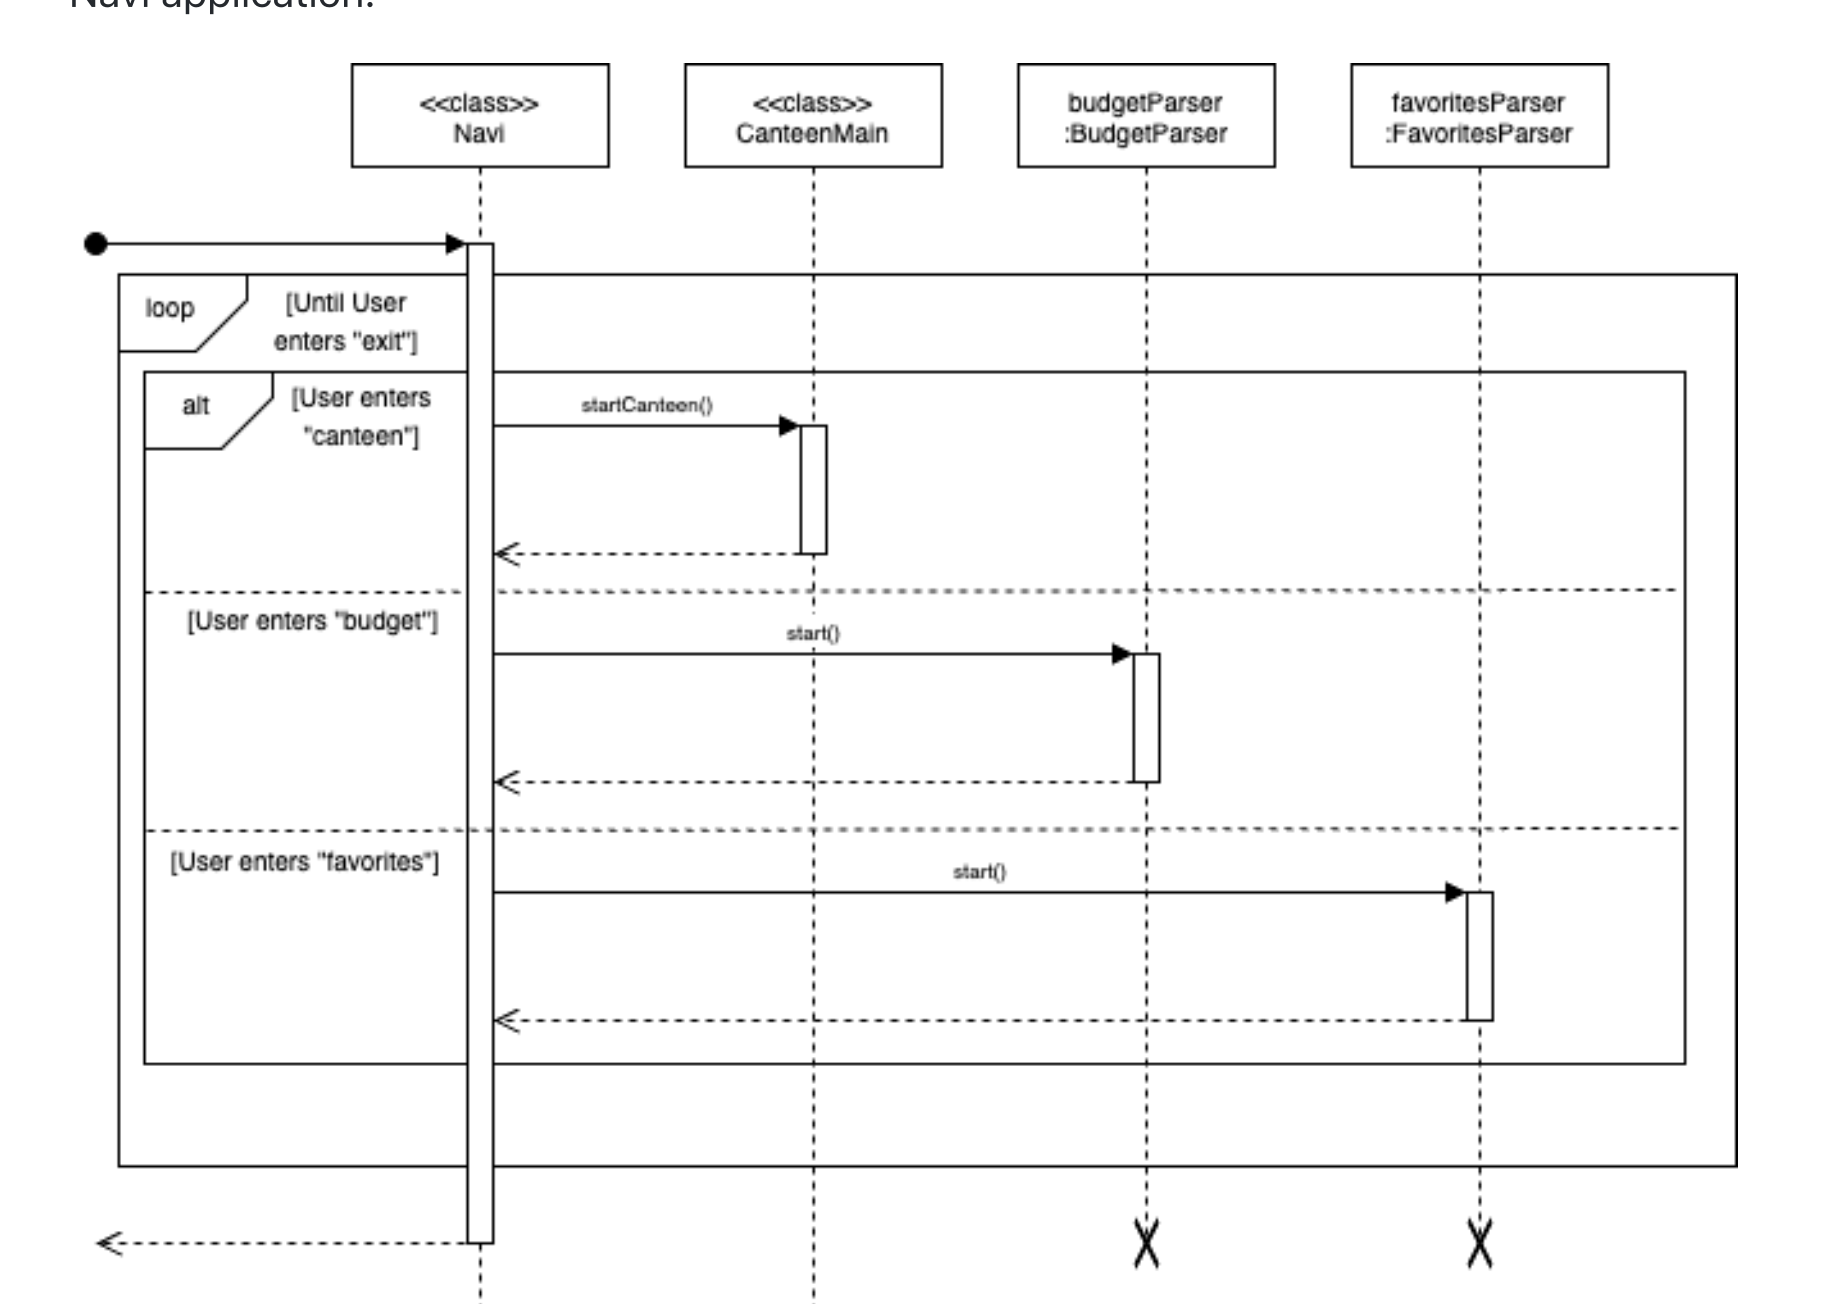 Navi application.
<<class>>
Navi
<<class>>
CanteenMain
budgetParser
:BudgetParser
favoritesParser
:FavoritesParser
loop
[Until User
enters "exit"]
alt
[User enters
"canteen"]
startCanteen()
[User enters "budget"]
start()
[User enters "favorites"]
start()